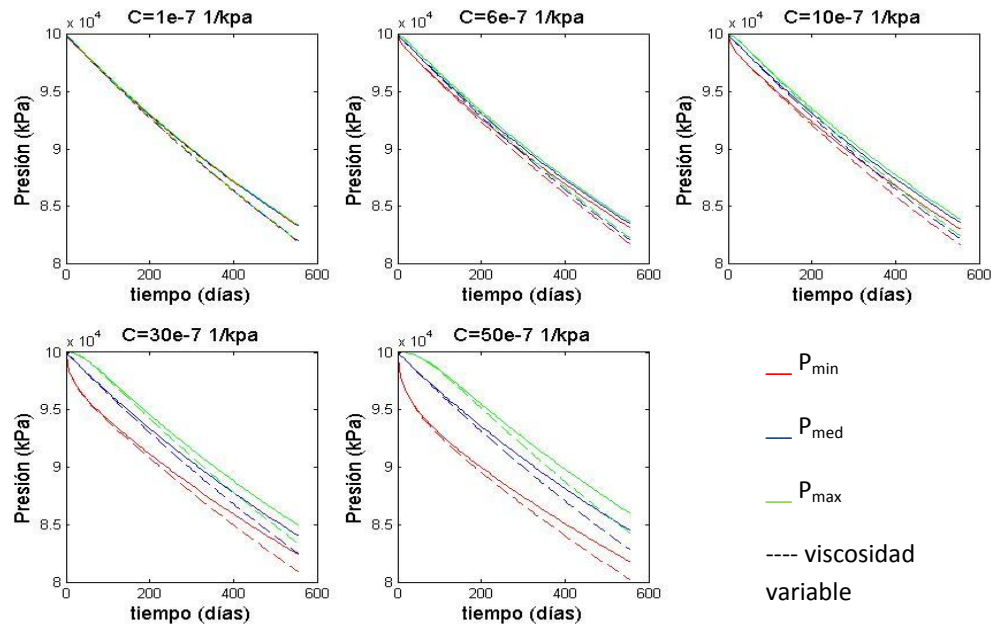 C=1e-7 1/kpa
x 10⁴
10
9.5
9
8.5
8
0 200 400 600
Presión (kPa)
tiempo (días)
C=6e-7 1/kpa
x 10⁴
10
9.5
9
8.5
8
0 200 400 600
Presión (kPa)
tiempo (días)
C=10e-7 1/kpa
x 10⁴
10
9.5
9
8.5
8
0 200 400 600
Presión (kPa)
tiempo (días)
C=30e-7 1/kpa
x 10⁴
10
9.5
9
8.5
8
0 200 400 600
Presión (kPa)
tiempo (días)
C=50e-7 1/kpa
x 10⁴
10
9.5
9
8.5
8
0 200 400 600
Presión (kPa)
tiempo (días)
Pmin
Pmed
Pmax
---- viscosidad
variable